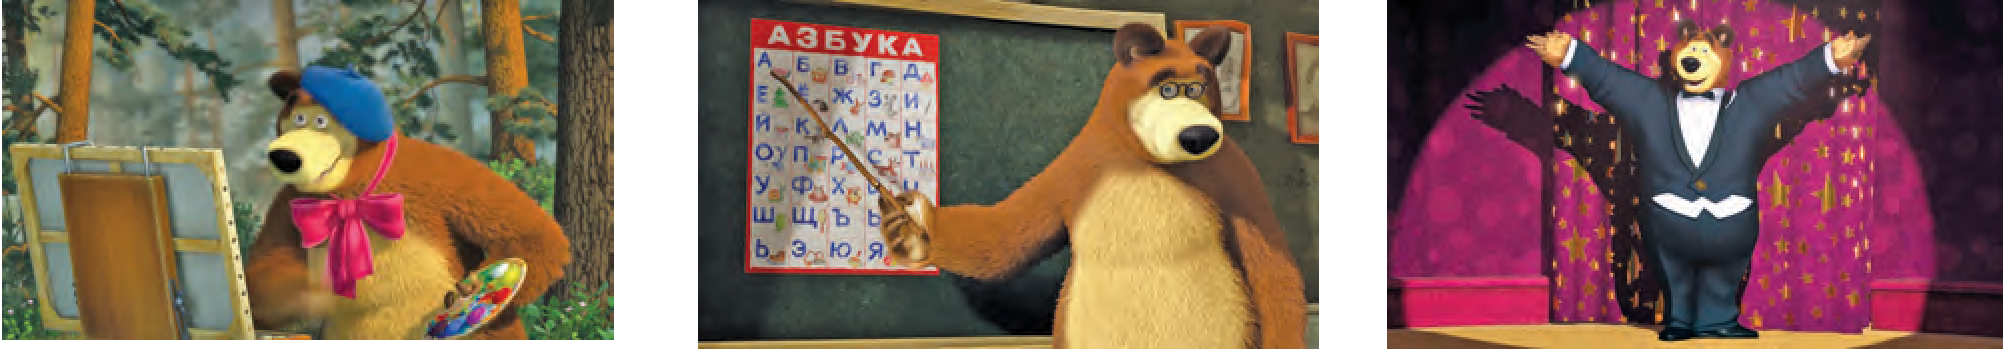 АЗБУКА
А Б В Г Д
Е Ё Ж З И
Й К Л М Н
О П Р С Т
У Ф Х
Ш Щ Ъ Ы
Ь Э Ю Я